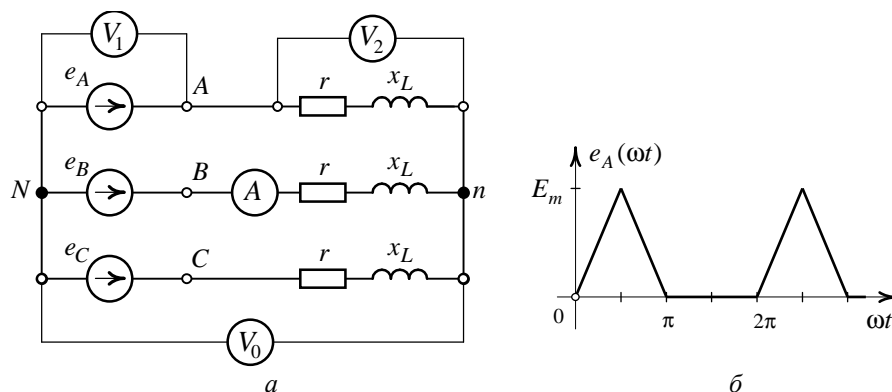 V1
V2
eA
A
r
xL
eB
N
B
A
r
xL
n
eC
C
r
xL
V0
а
eA(ωt)
Em
0
π
2π
ωt
б